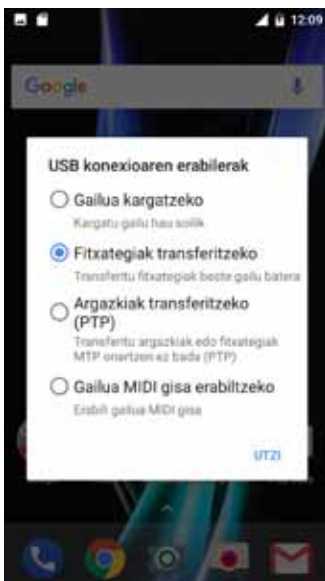 12:09
Google
USB konexioaren erabilerak
Gailua kargatzeko
Kargatu gailu hau soilik
Fitxategiak transferitzeko
Transferitu fitxategiak beste gailu batera
Argazkiak transferitzeko
(PTP)
Transferitu argazkiak edo fitxategiak
MTP onartzen ez bada (PTP)
Gailua MIDI gisa erabiltzeko
Erabili gailua MIDI gisa
UTZI